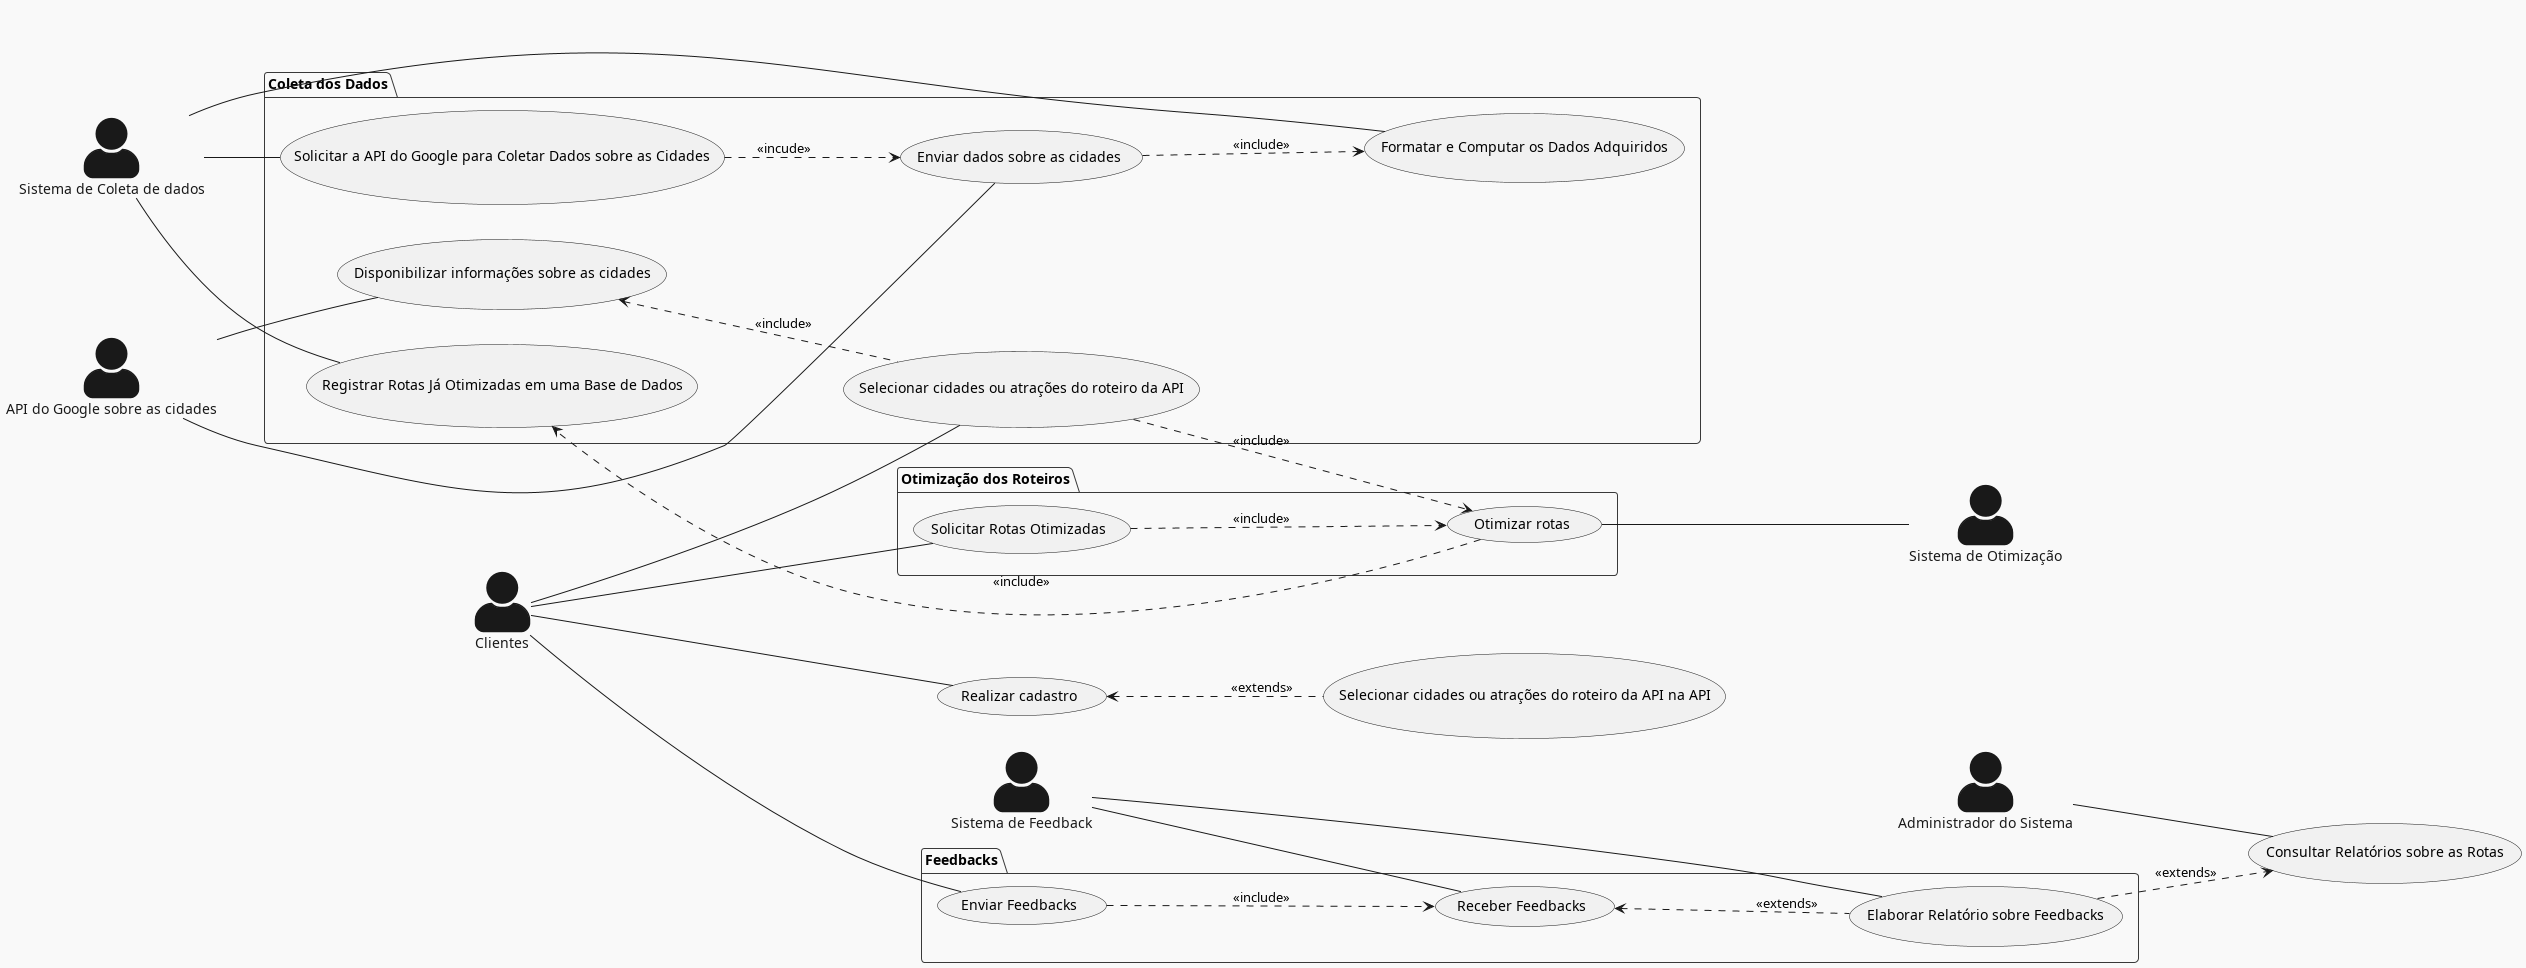 Coleta dos Dados
Sistema de Coleta de dados
Solicitar a API do Google para Coletar Dados sobre as Cidades
«incude»
Enviar dados sobre as cidades
«include»
Formatar e Computar os Dados Adquiridos
Disponibilizar informações sobre as cidades
«include»
API do Google sobre as cidades
Registrar Rotas Já Otimizadas em uma Base de Dados
Selecionar cidades ou atrações do roteiro da API
«include»
Otimização dos Roteiros
Solicitar Rotas Otimizadas
«include»
Otimizar rotas
Sistema de Otimização
«include»
Clientes
Realizar cadastro
«extends»
Selecionar cidades ou atrações do roteiro da API na API
Sistema de Feedback
Administrador do Sistema
Consultar Relatórios sobre as Rotas
Feedbacks
«extends»
Enviar Feedbacks
«include»
Receber Feedbacks
«extends»
Elaborar Relatório sobre Feedbacks